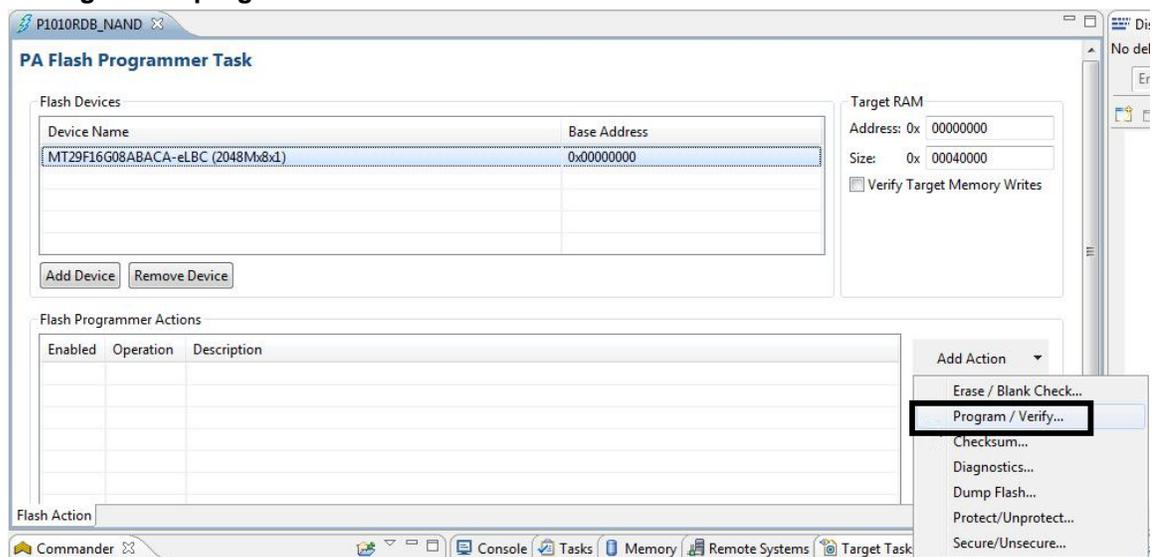 P1010RDB_NAND
PA Flash Programmer Task
Flash Devices
Device Name Base Address
MT29F16G08ABACA-eLBC (2048Mx8x1) 0x00000000
Add Device Remove Device
Target RAM
Address: 0x 00000000
Size: 0x 00040000
Verify Target Memory Writes
Flash Programmer Actions
Enabled Operation Description
Add Action
Erase / Blank Check...
Program / Verify...
Checksum...
Diagnostics...
Dump Flash...
Protect/Unprotect...
Secure/Unsecure...
Flash Action
Commander Console Tasks Memory Remote Systems Target Task
No